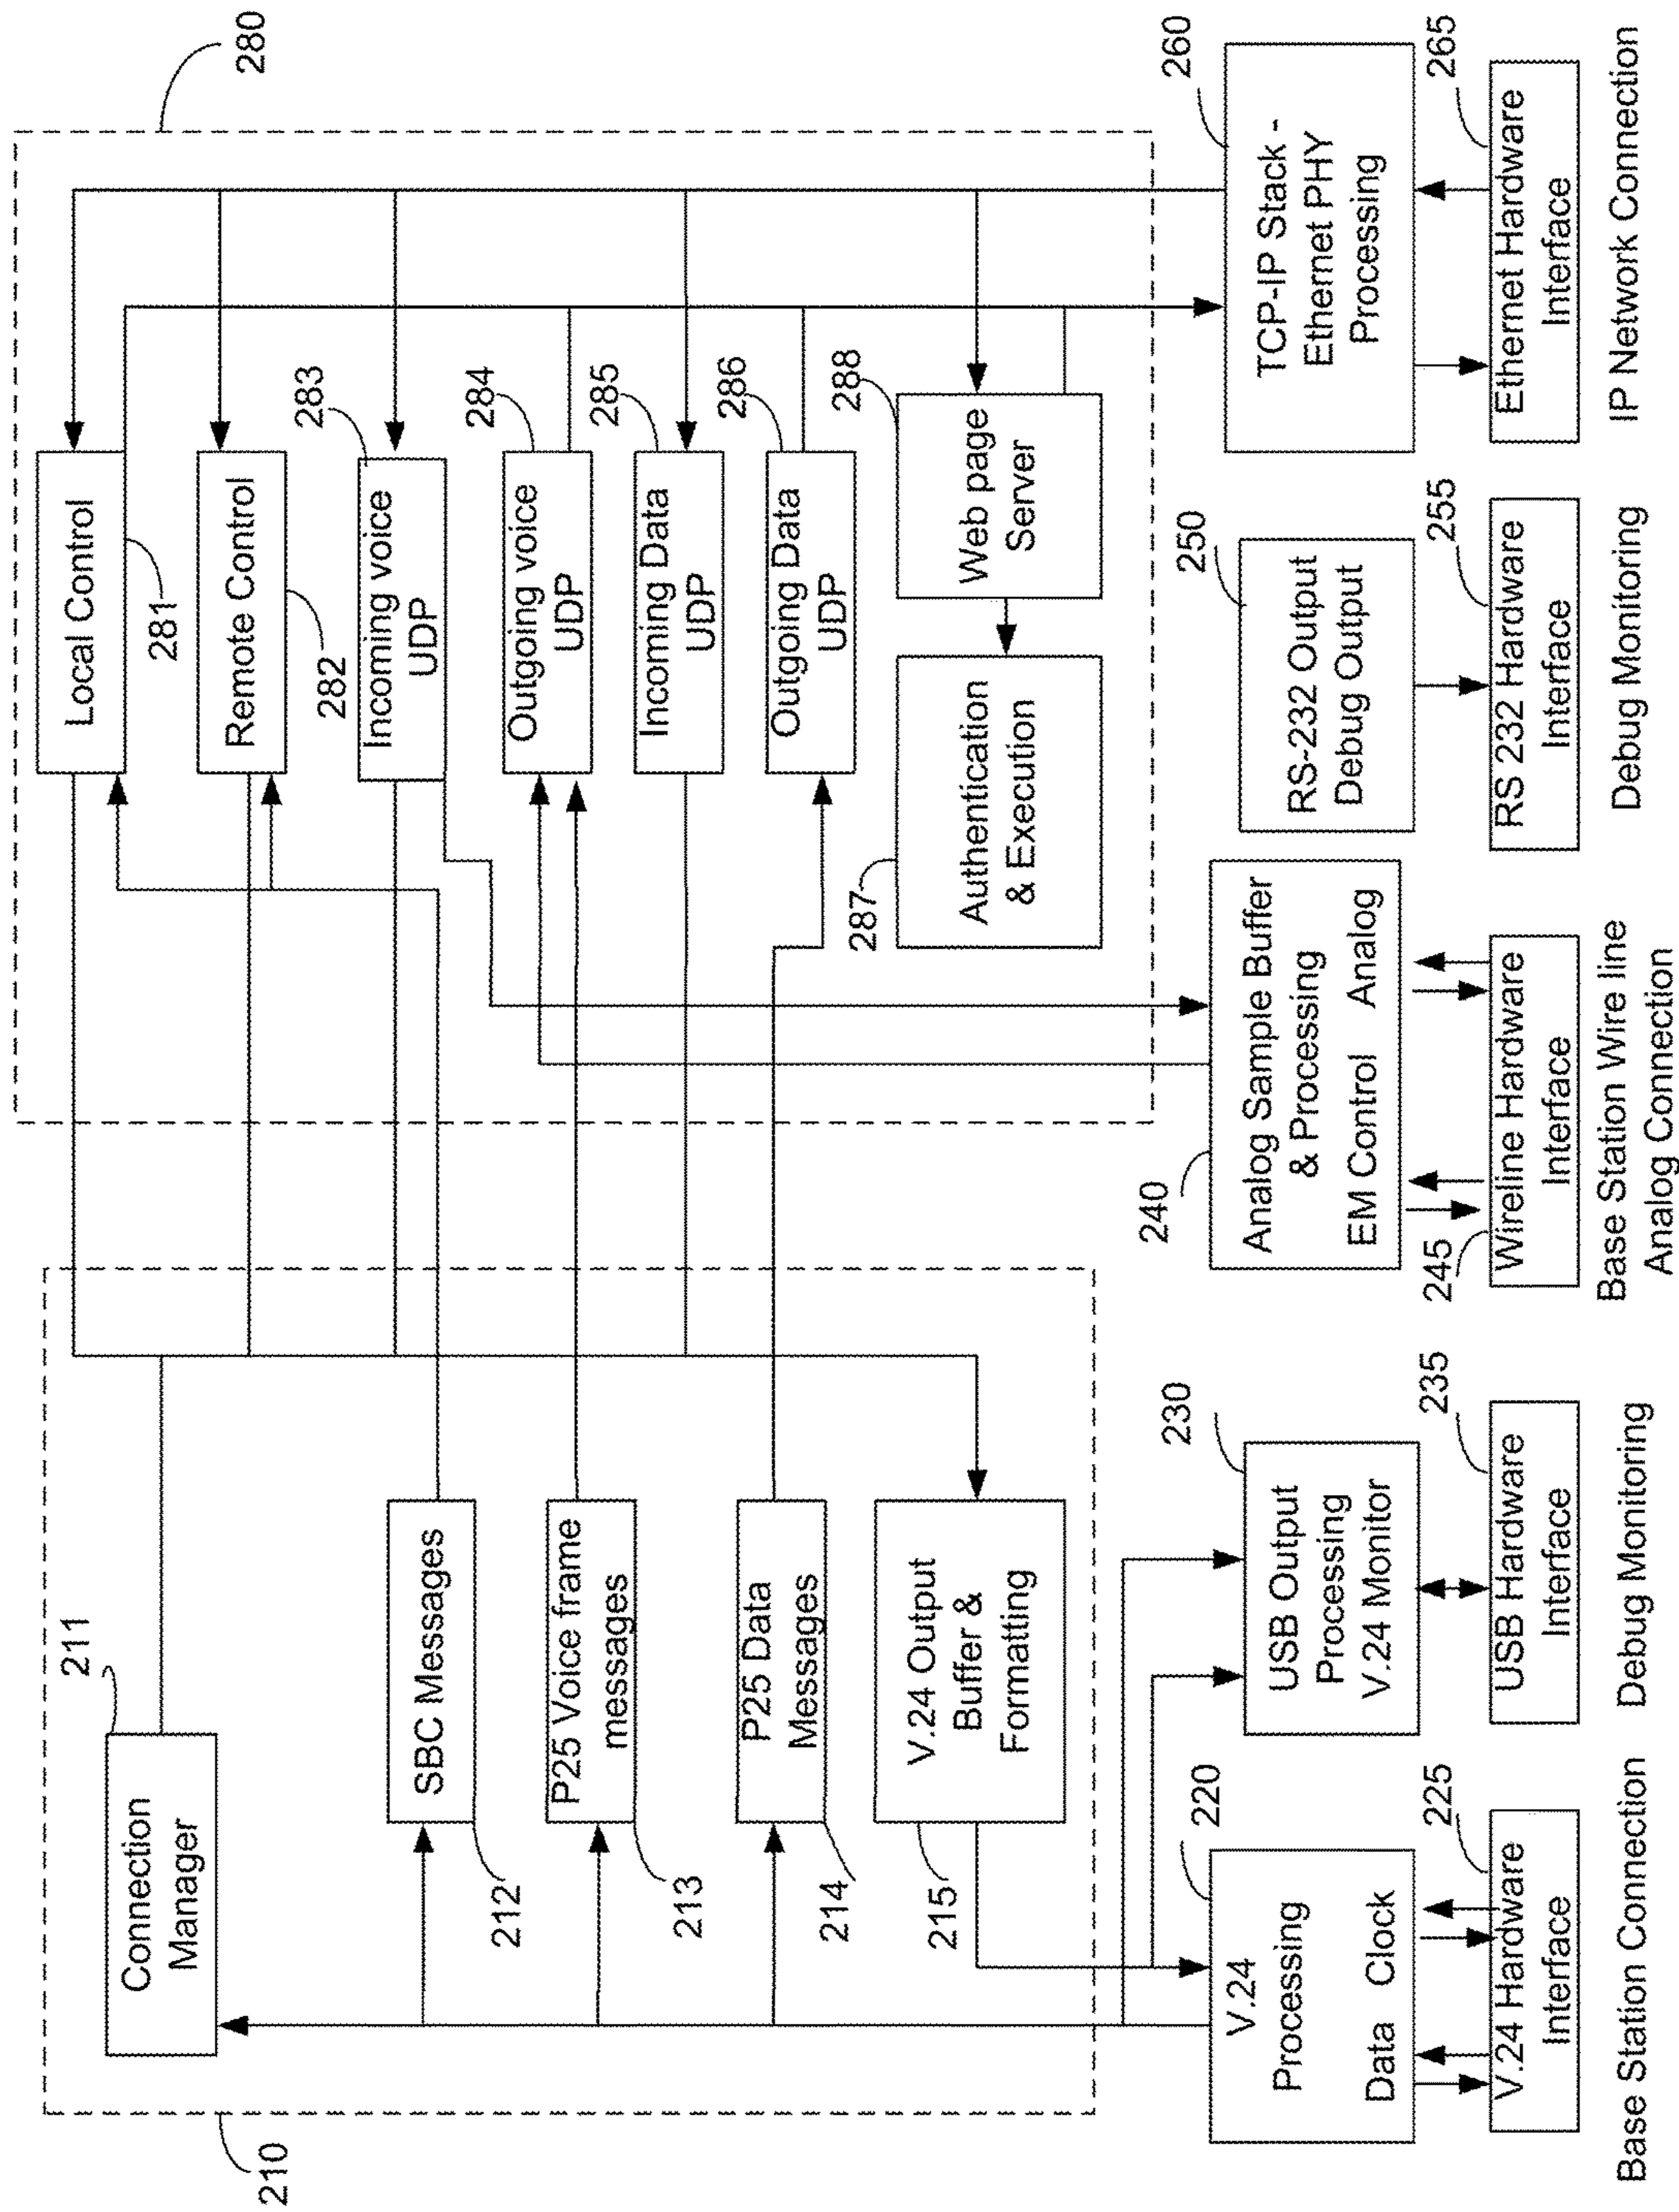 210
Connection
Manager
211
SBC Messages
212
P25 Voice frame
messages
213
P25 Data
Messages
214
V.24 Output
Buffer &
Formatting
215
280
Local Control
281
Remote Control
282
Incoming voice
UDP
283
Outgoing voice
UDP
284
Incoming Data
UDP
285
Outgoing Data
UDP
286
Authentication
& Execution
287
Web page
Server
288
V.24
Processing
Data Clock
220
V.24 Hardware
Interface
225
Base Station Connection
USB Output
Processing
V.24 Monitor
230
USB Hardware
Interface
235
Debug Monitoring
Analog Sample Buffer
& Processing
EM Control Analog
240
Wireline Hardware
Interface
245
Base Station Wire line
Analog Connection
RS-232 Output
Debug Output
250
RS 232 Hardware
Interface
255
Debug Monitoring
TCP-IP Stack -
Ethernet PHY
Processing
260
Ethernet Hardware
Interface
265
IP Network Connection